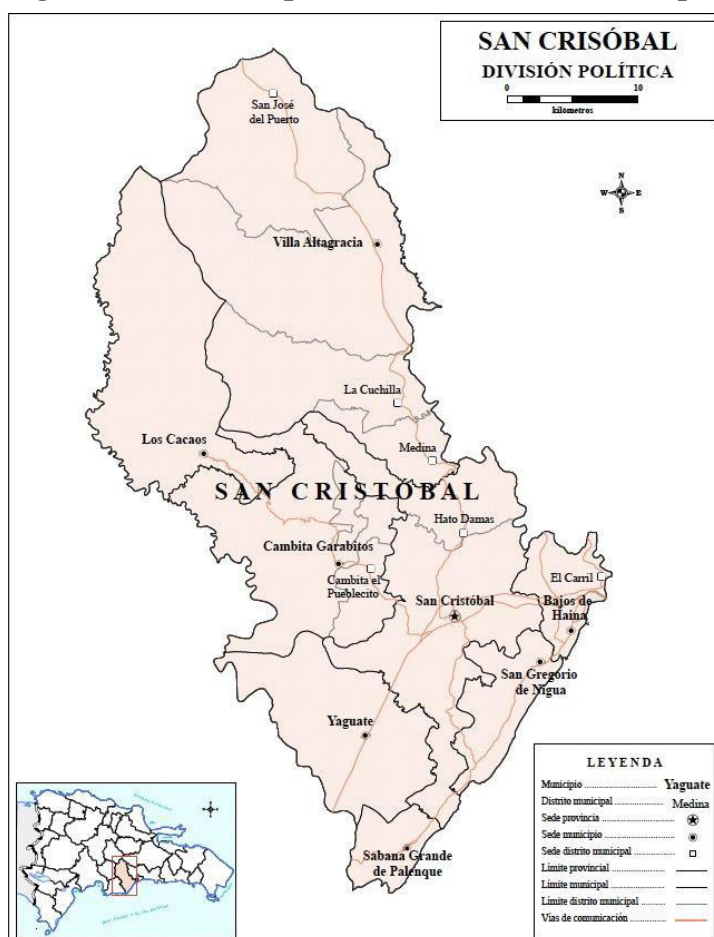 SAN CRISÓBAL
DIVISIÓN POLÍTICA
0 10
kilómetros
N
W E
S
San José
del Puerto
Villa Altagracia
La Cuchilla
Los Cacaos
Medina
SAN CRISTÓBAL
Hato Damas
Cambita Garabitos
Cambita el
Pueblecito
El Carril
San Cristóbal
Bajos de
Haina
San Gregorio
de Nigua
Yaguate
Sabana Grande
de Palenque
LEYENDA
Municipio Yaguate
Distrito municipal Medina
Sede provincia
Sede municipio
Sede distrito municipal
Límite provincial
Límite municipal
Límite distrito municipal
Vías de comunicación